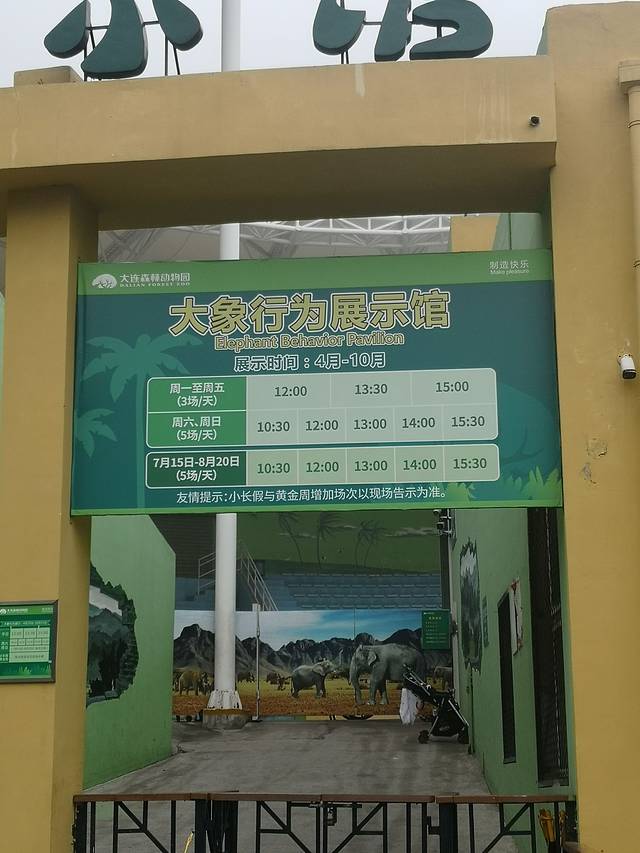 大连森林动物园
DALIAN FOREST ZOO
制造快乐
Make pleasure
大象行为展示馆
Elephant Behavior Pavilion
展示时间：4月-10月
周一至周五
(3场/天)
12:00 13:30 15:00
周六、周日
(5场/天)
10:30 12:00 13:00 14:00 15:30
7月15日-8月20日
(5场/天)
10:30 12:00 13:00 14:00 15:30
友情提示：小长假与黄金周增加场次以现场告示为准。